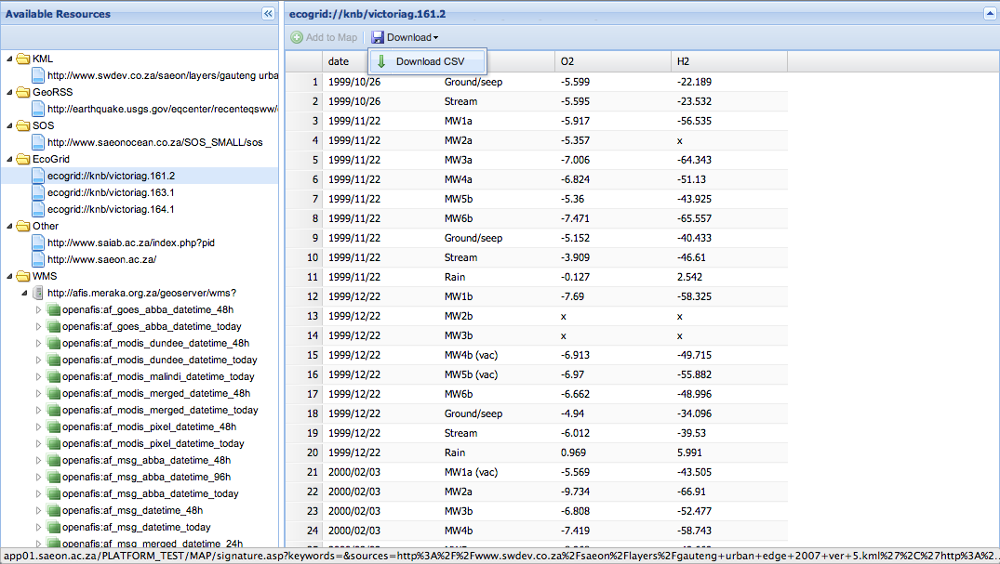 Available Resources
KML
http://www.swdev.co.za/saeon/layers/gauteng urba
GeoRSS
http://earthquake.usgs.gov/eqcenter/recenteqsww/
SOS
http://www.saeonocean.co.za/SOS_SMALL/sos
EcoGrid
ecogrid://knb/victoriag.161.2
ecogrid://knb/victoriag.163.1
ecogrid://knb/victoriag.164.1
Other
http://www.saiab.ac.za/index.php?pid
http://www.saeon.ac.za/
WMS
http://afis.meraka.org.za/geoserver/wms?
openafis:af_goes_abba_datetime_48h
openafis:af_goes_abba_datetime_today
openafis:af_modis_dundee_datetime_48h
openafis:af_modis_dundee_datetime_today
openafis:af_modis_malindi_datetime_today
openafis:af_modis_merged_datetime_48h
openafis:af_modis_merged_datetime_today
openafis:af_modis_pixel_datetime_48h
openafis:af_modis_pixel_datetime_today
openafis:af_msg_abba_datetime_48h
openafis:af_msg_abba_datetime_96h
openafis:af_msg_abba_datetime_today
openafis:af_msg_datetime_48h
openafis:af_msg_datetime_today
openafis:af_msg_merged_datetime_24h
ecogrid://knb/victoriag.161.2
Add to Map Download
Download CSV
date O2 H2
1 1999/10/26 Ground/seep -5.599 -22.189
2 1999/10/26 Stream -5.595 -23.532
3 1999/11/22 MW1a -5.917 -56.535
4 1999/11/22 MW2a -5.357 x
5 1999/11/22 MW3a -7.006 -64.343
6 1999/11/22 MW4a -6.824 -51.13
7 1999/11/22 MW5b -5.36 -43.925
8 1999/11/22 MW6b -7.471 -65.557
9 1999/11/22 Ground/seep -5.152 -40.433
10 1999/11/22 Stream -3.909 -46.61
11 1999/11/22 Rain -0.127 2.542
12 1999/12/22 MW1b -7.69 -58.325
13 1999/12/22 MW2b x x
14 1999/12/22 MW3b x x
15 1999/12/22 MW4b (vac) -6.913 -49.715
16 1999/12/22 MW5b (vac) -6.97 -55.882
17 1999/12/22 MW6b -6.662 -48.996
18 1999/12/22 Ground/seep -4.94 -34.096
19 1999/12/22 Stream -6.012 -39.53
20 1999/12/22 Rain 0.969 5.991
21 2000/02/03 MW1a (vac) -5.569 -43.505
22 2000/02/03 MW2a -9.734 -66.91
23 2000/02/03 MW3b -6.808 -52.477
24 2000/02/03 MW4b -7.419 -58.743
app01.saeon.ac.za/PLATFORM_TEST/MAP/signature.asp?keywords=&sources=http%3A%2F%2Fwww.swdev.co.za%2Fsaeon%2Flayers%2Fgauteng+urban+edge+2007+ver+5.kml%27%2C%27http%3A...